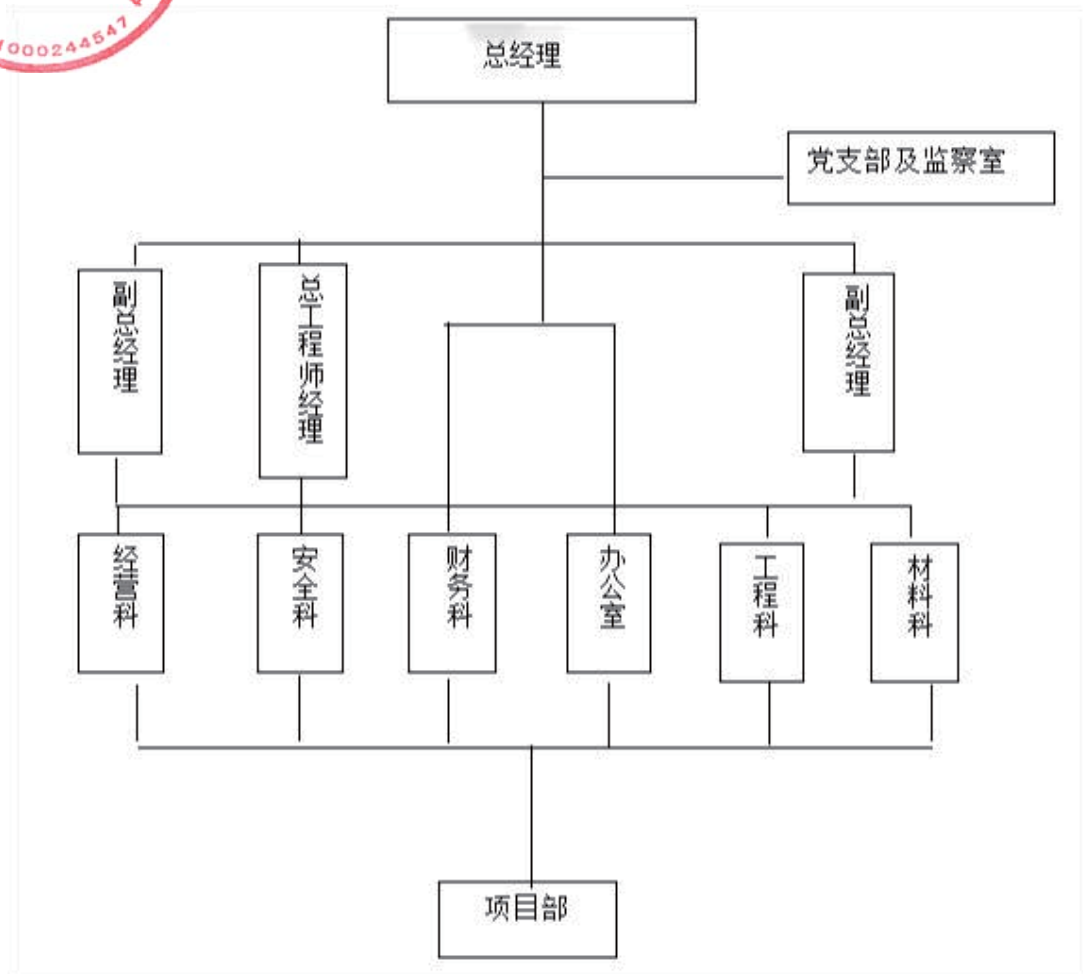 1000244547
总经理
党支部及监察室
副总经理
总工程师经理
副总经理
经营科
安全科
财务科
办公室
工程科
材料科
项目部